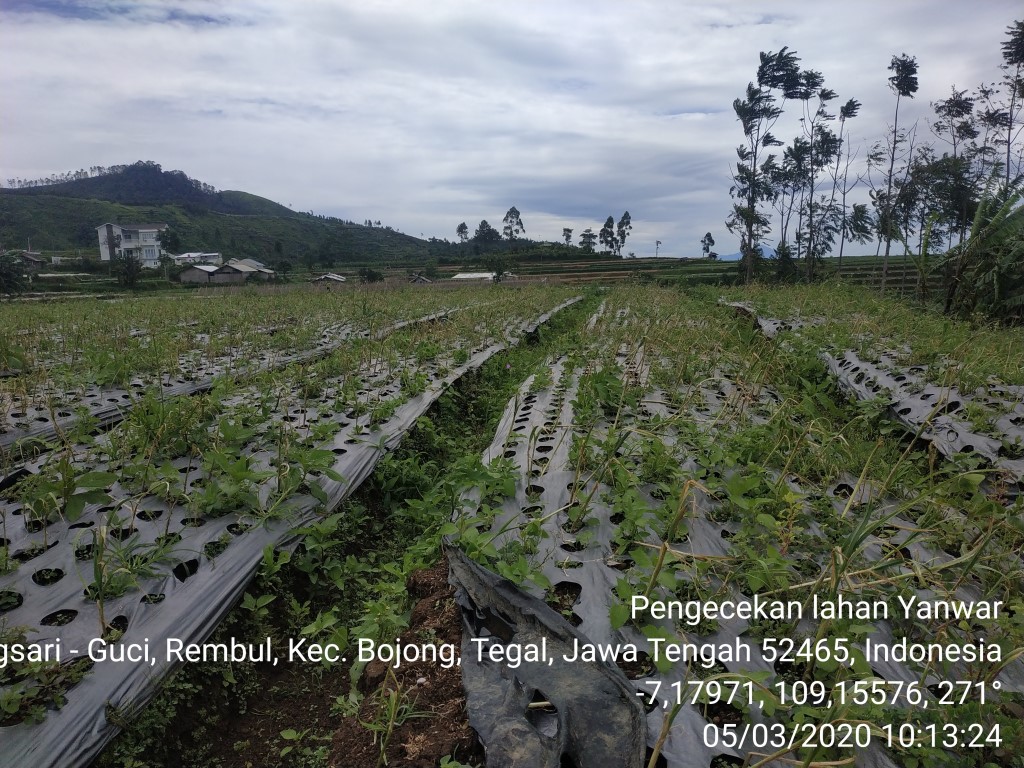 Pengecekan lahan Yanwar
gsari - Guci, Rembul, Kec. Bojong, Tegal, Jawa Tengah 52465, Indonesia
-7,17971, 109,15576, 271°
05/03/2020 10:13:24